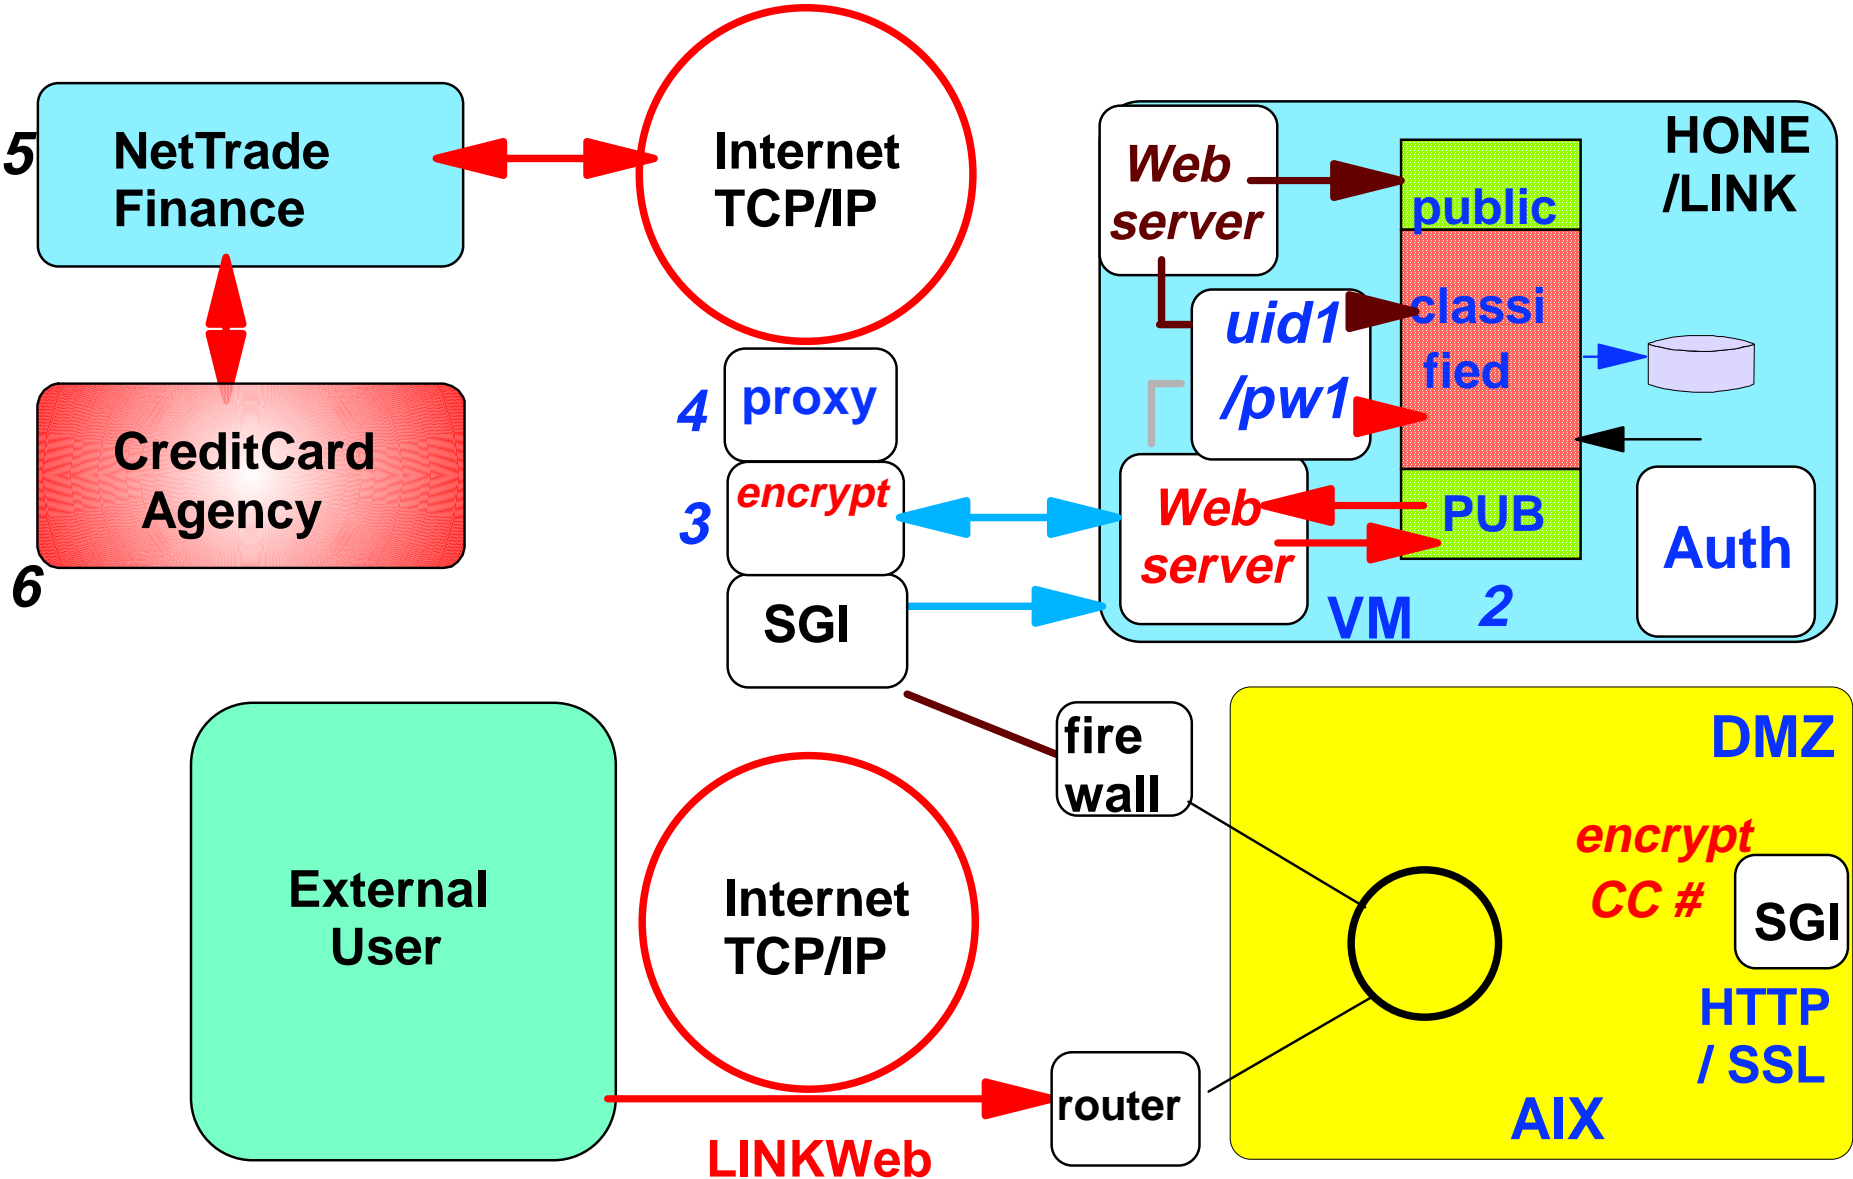 5
NetTrade
Finance
Internet
TCP/IP
CreditCard
Agency
6
4
proxy
3
encrypt
SGI
HONE
/LINK
Web
server
public
uid1
/pw1
classi
fied
Web
server
PUB
Auth
VM
2
External
User
Internet
TCP/IP
LINKWeb
fire
wall
router
DMZ
encrypt
CC #
SGI
HTTP
/ SSL
AIX